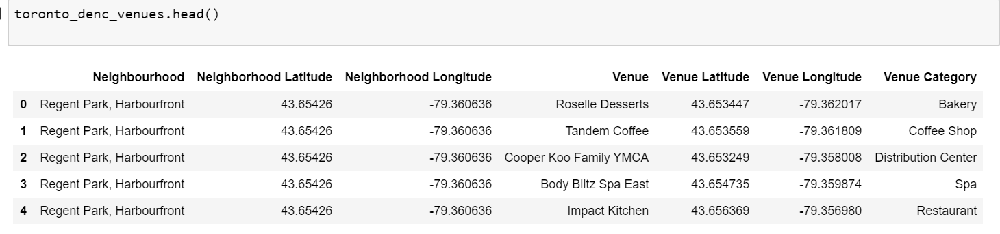 toronto_denc_venues.head()
Neighbourhood Neighborhood Latitude Neighborhood Longitude Venue Venue Latitude Venue Longitude Venue Category
0 Regent Park, Harbourfront 43.65426 -79.360636 Roselle Desserts 43.653447 -79.362017 Bakery
1 Regent Park, Harbourfront 43.65426 -79.360636 Tandem Coffee 43.653559 -79.361809 Coffee Shop
2 Regent Park, Harbourfront 43.65426 -79.360636 Cooper Koo Family YMCA 43.653249 -79.358008 Distribution Center
3 Regent Park, Harbourfront 43.65426 -79.360636 Body Blitz Spa East 43.654735 -79.359874 Spa
4 Regent Park, Harbourfront 43.65426 -79.360636 Impact Kitchen 43.656369 -79.356980 Restaurant